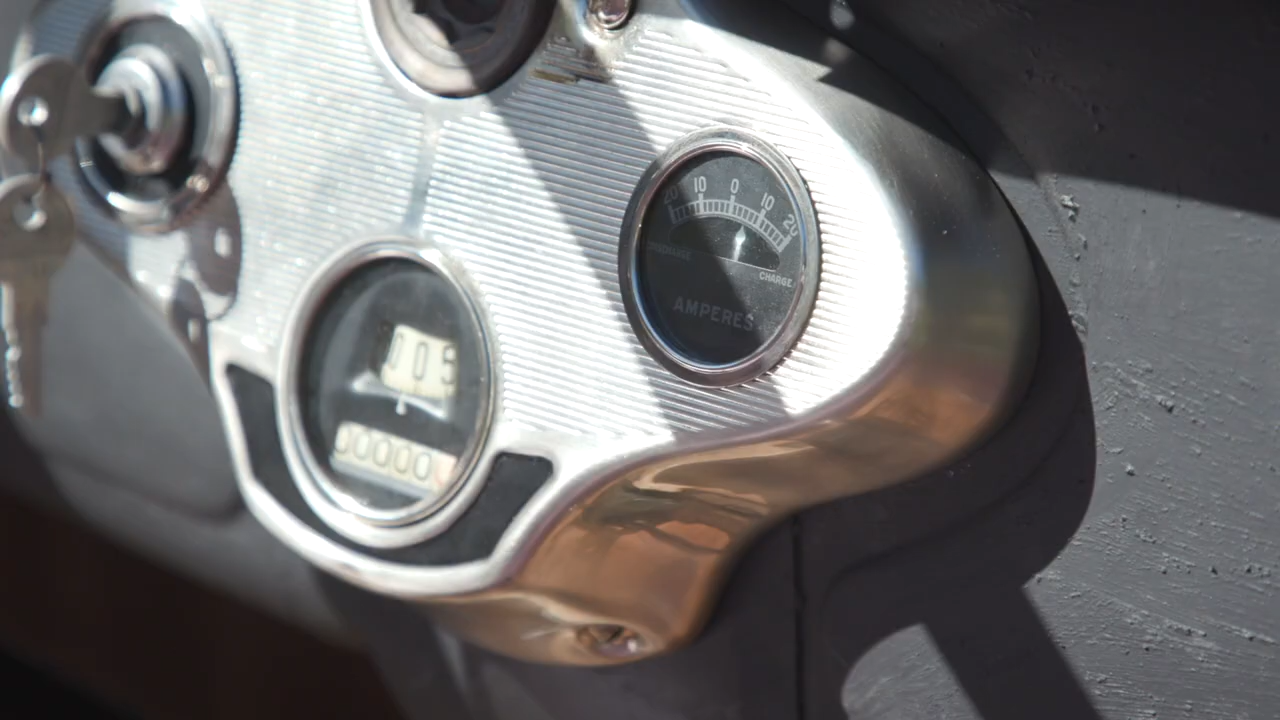 20 10 0 10 20
DISCHARGE
CHARGE
AMPERES
005
00000